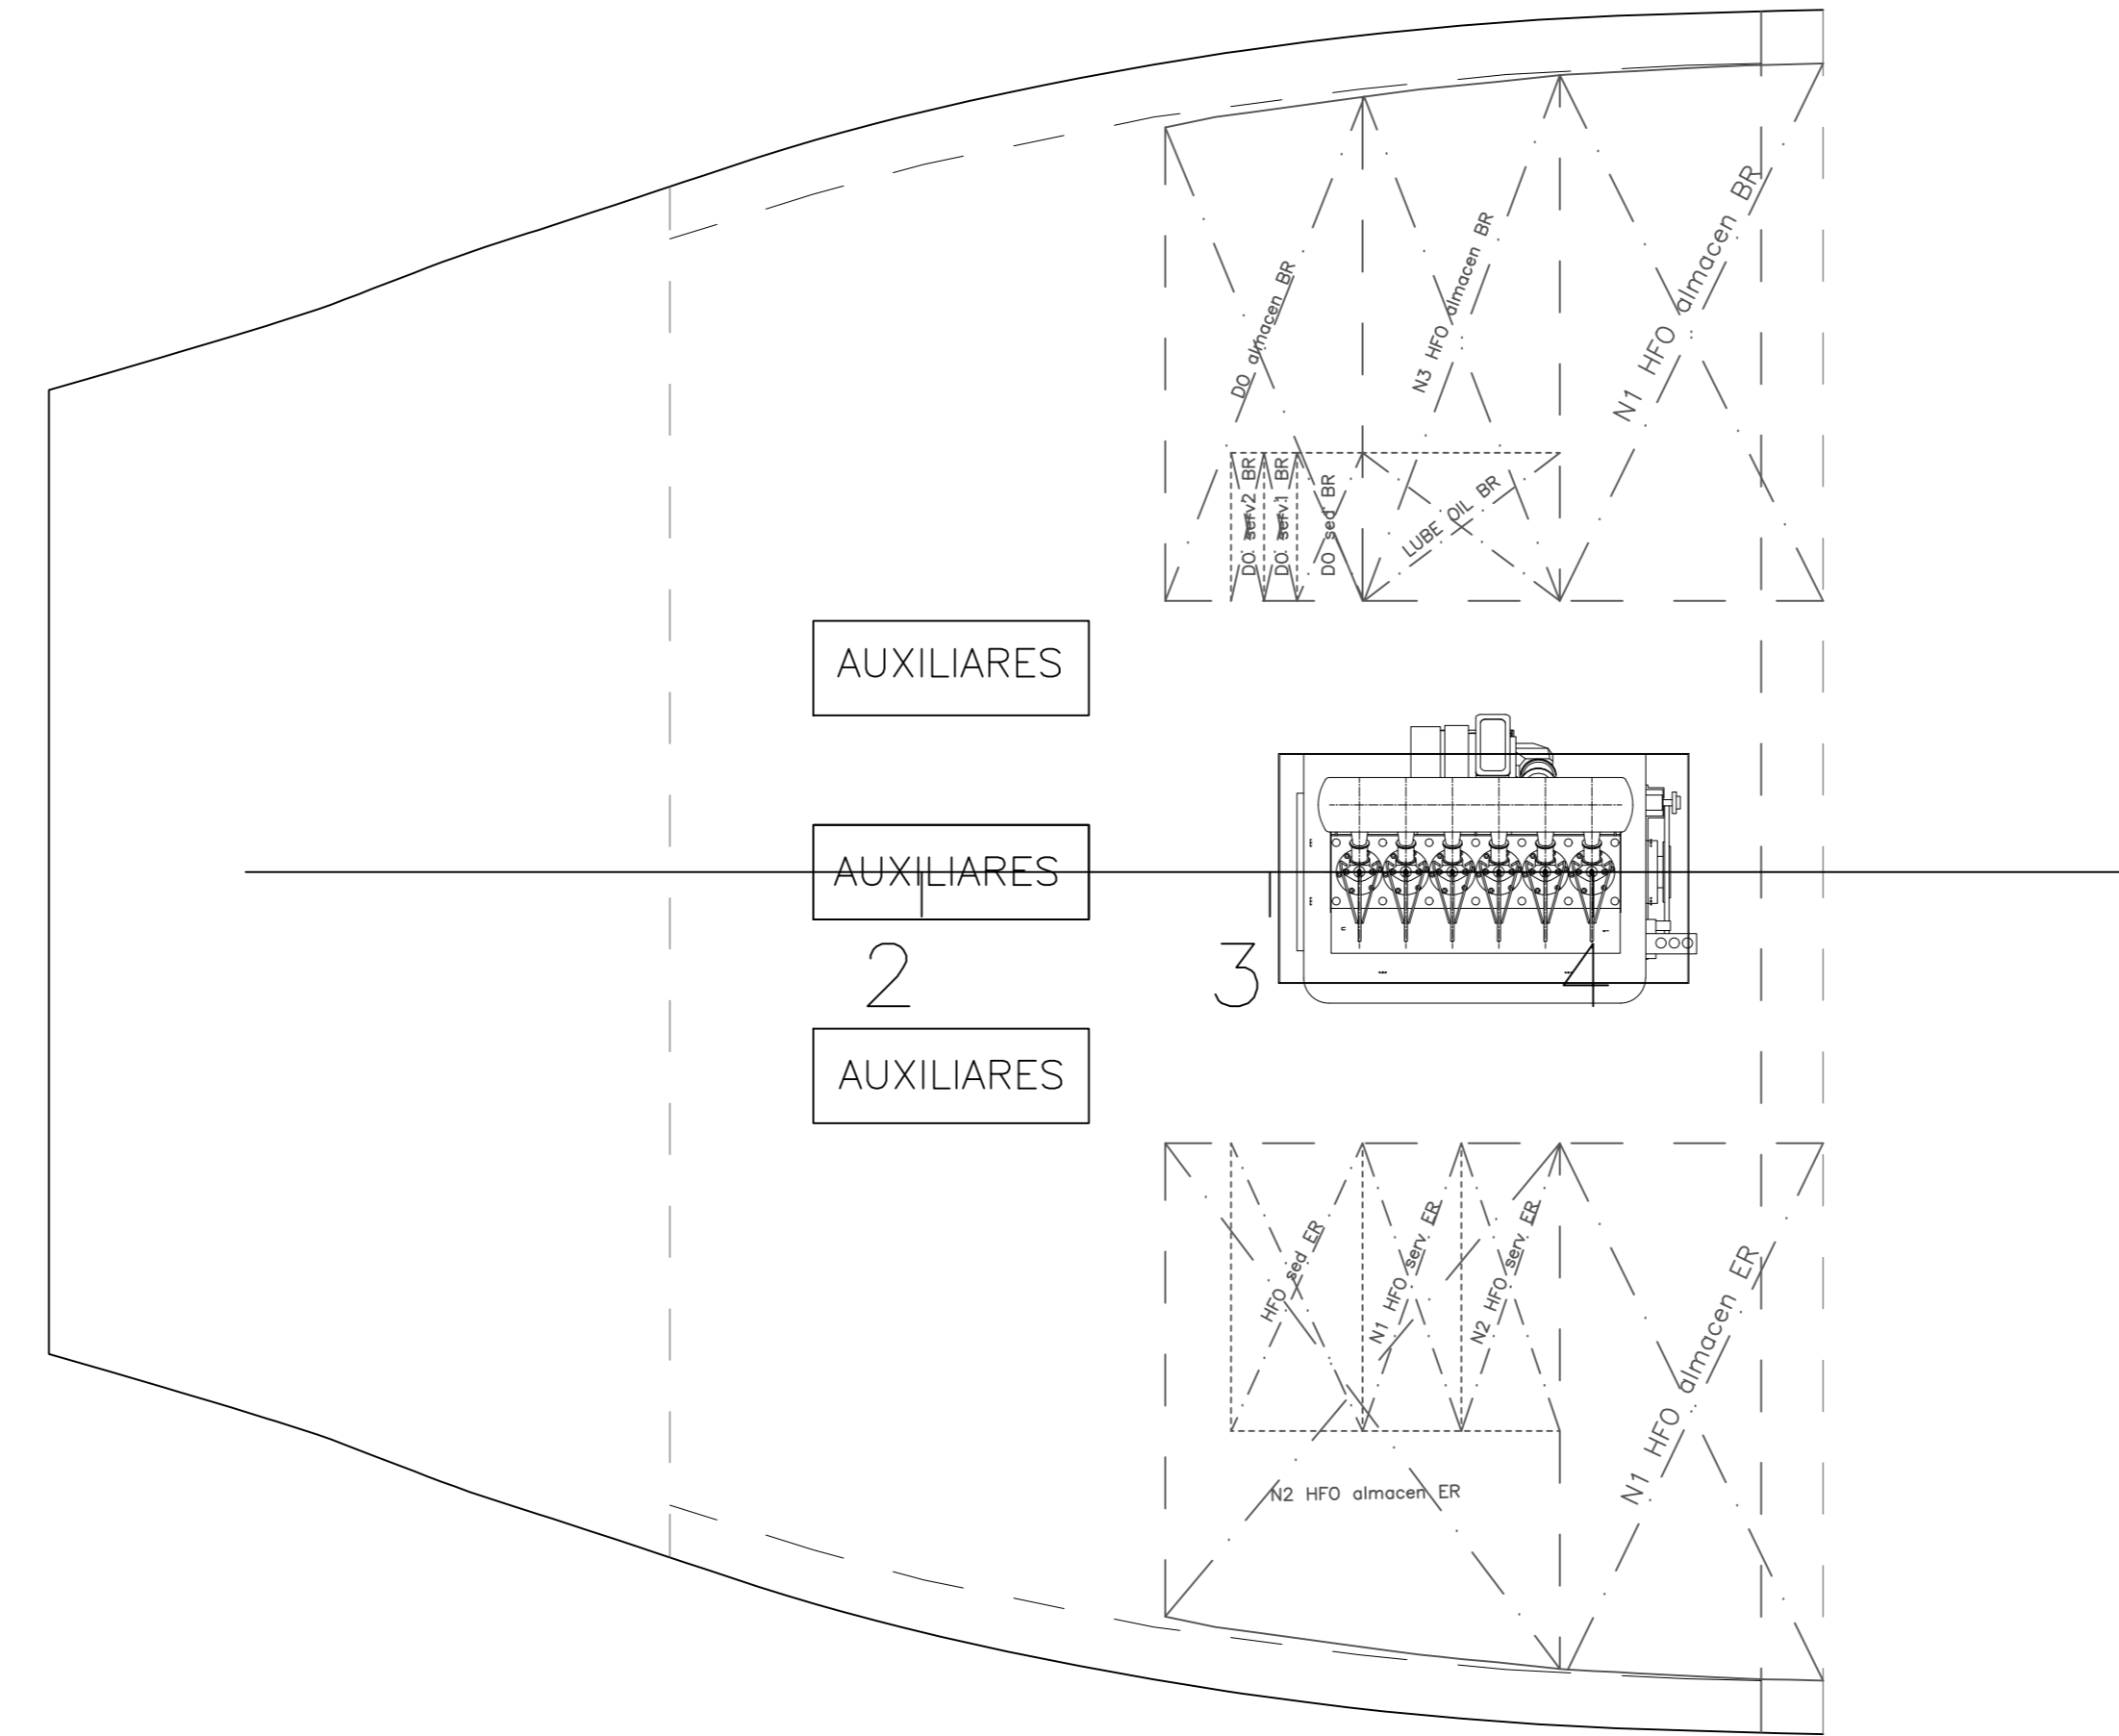 N1 HFO almacen BR
N3 HFO almacen BR
DO almacen BR
DO serv2 BR
DO serv1 BR
DO sed BR
LUBE OIL BR
AUXILIARES
AUXILIARES
2
3
4
AUXILIARES
HFO sed ER
N1 HFO serv ER
N2 HFO serv ER
N1 HFO almacen ER
N2 HFO almacen ER